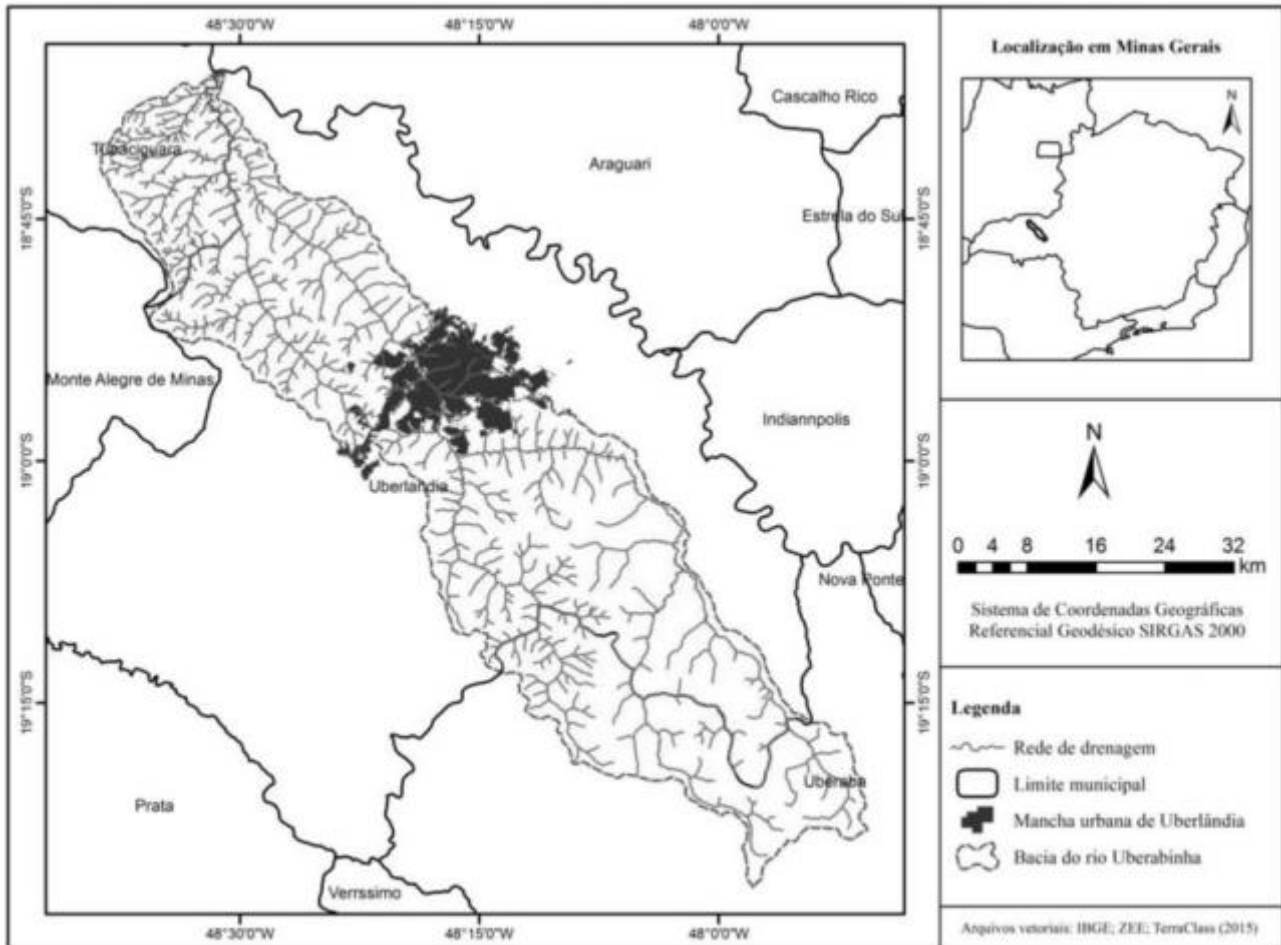 48°30'0"W
48°15'0"W
48°0'0"W
Cascalho Rico
Tupaciguara
Araguari
Estrela do Sul
18°45'0"S
18°45'0"S
Monte Alegre de Minas
Indiannpolis
19°0'0"S
19°0'0"S
Uberlândia
Nova Ponte
19°15'0"S
19°15'0"S
Uberaba
Prata
Verrssimo
48°30'0"W
48°15'0"W
48°0'0"W
Localização em Minas Gerais
N
N
0 4 8 16 24 32
km
Sistema de Coordenadas Geográficas
Referencial Geodésico SIRGAS 2000
Legenda
Rede de drenagem
Limite municipal
Mancha urbana de Uberlândia
Bacia do rio Uberabinha
Arquivos vetoriais: IBGE; ZEE; TerraClass (2015)